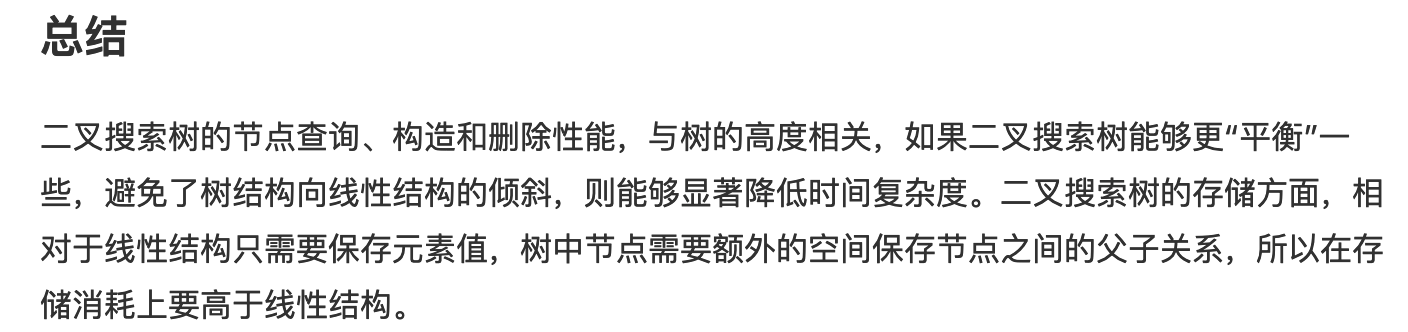 总结
二叉搜索树的节点查询、构造和删除性能，与树的高度相关，如果二叉搜索树能够更“平衡”一
些，避免了树结构向线性结构的倾斜，则能够显著降低时间复杂度。二叉搜索树的存储方面，相
对于线性结构只需要保存元素值，树中节点需要额外的空间保存节点之间的父子关系，所以在存
储消耗上要高于线性结构。